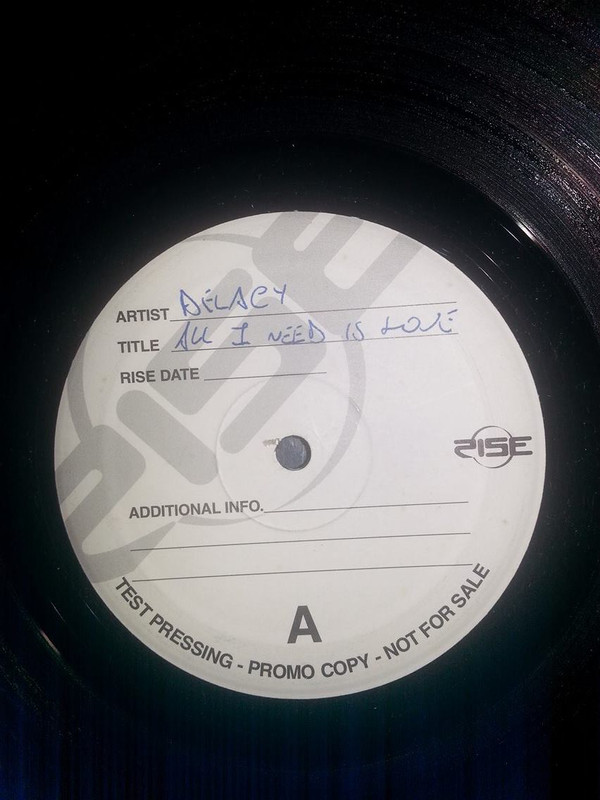 ARTIST DELACY
TITLE ALL I NEED IS LOVE
RISE DATE
RISE
ADDITIONAL INFO.
A
TEST PRESSING - PROMO COPY - NOT FOR SALE